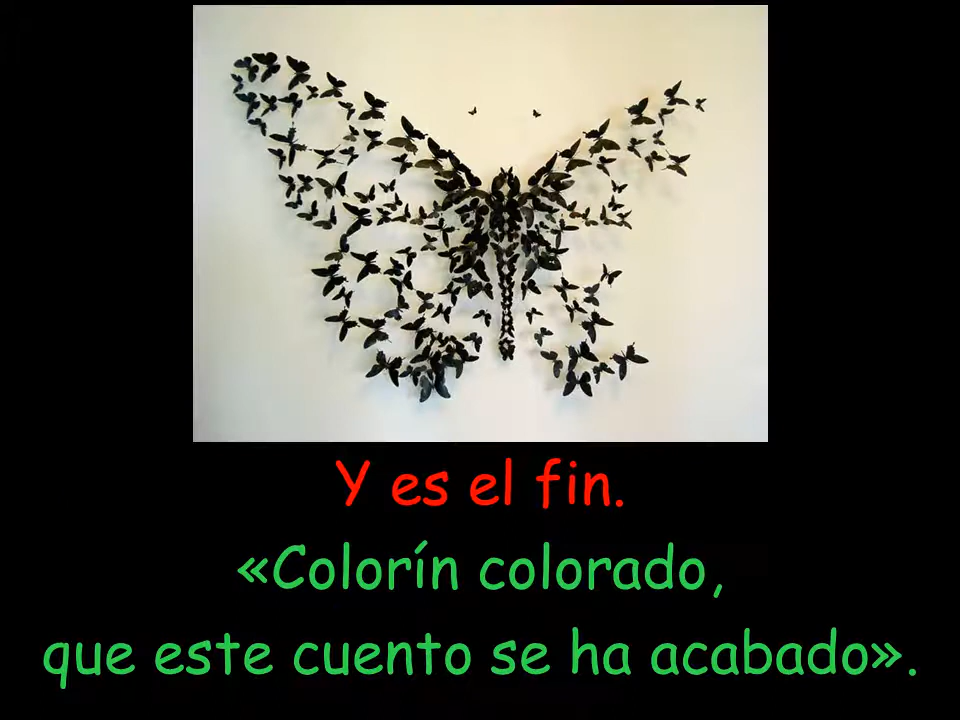 Y es el fin.
«Colorín colorado,
que este cuento se ha acabado».